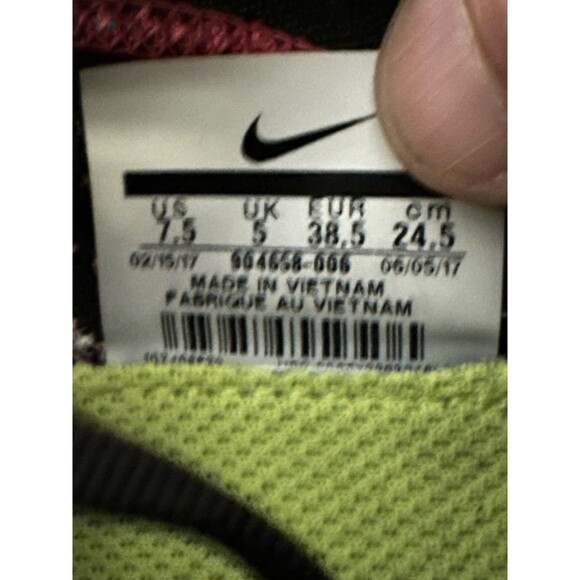 US UK EUR cm
7.5 5 38.5 24.5
02/15/17 904658-006 06/05/17
MADE IN VIETNAM
FABRIQUE AU VIETNAM